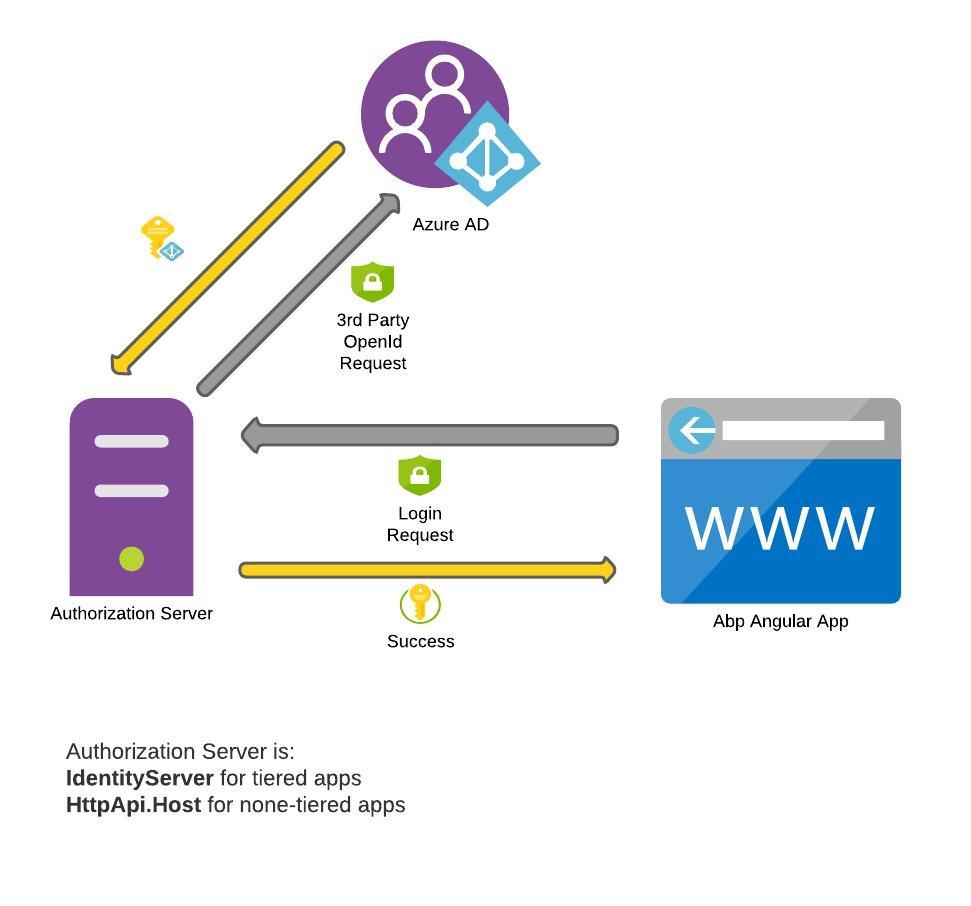 Azure AD
3rd Party
OpenId
Request
Login
Request
WWW
Authorization Server
Success
Abp Angular App
Authorization Server is:
IdentityServer for tiered apps
HttpApi.Host for none-tiered apps